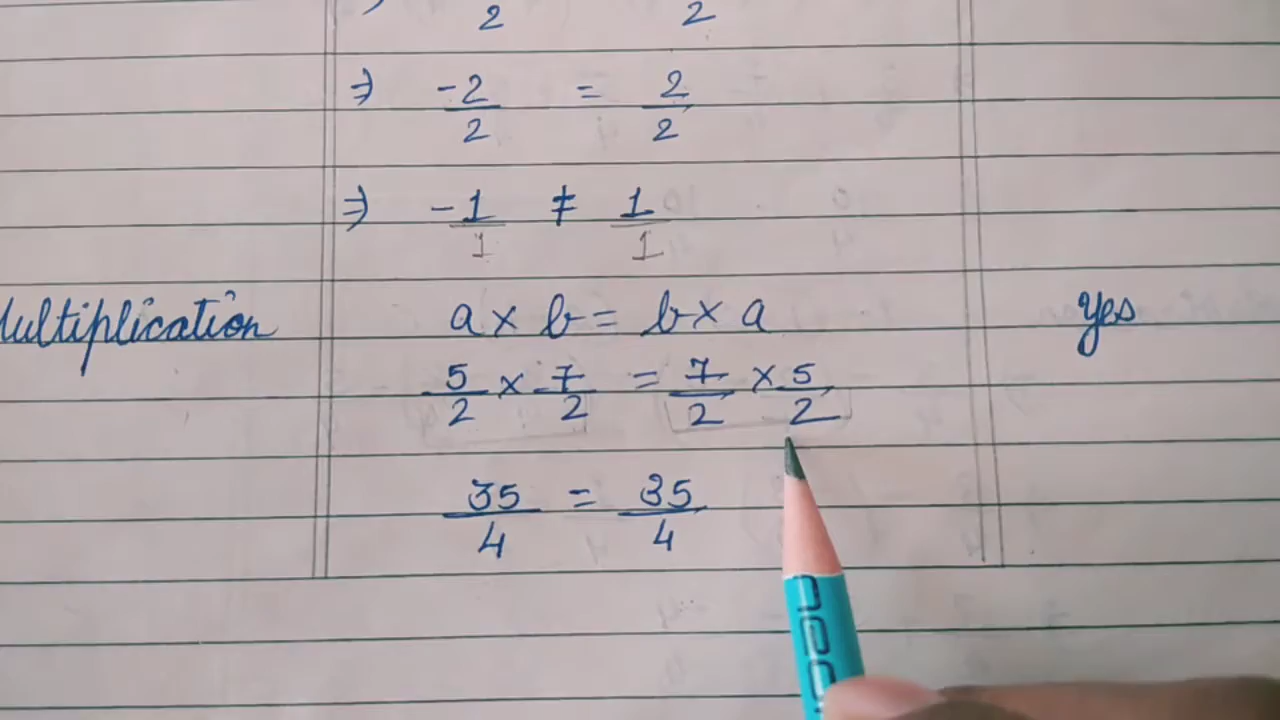 2 2
⇒ -2/2 = 2/2
⇒ -1/1 ≠ 1/1
Multiplication a × b = b × a Yes
5/2 × 7/2 = 7/2 × 5/2
35/4 = 35/4